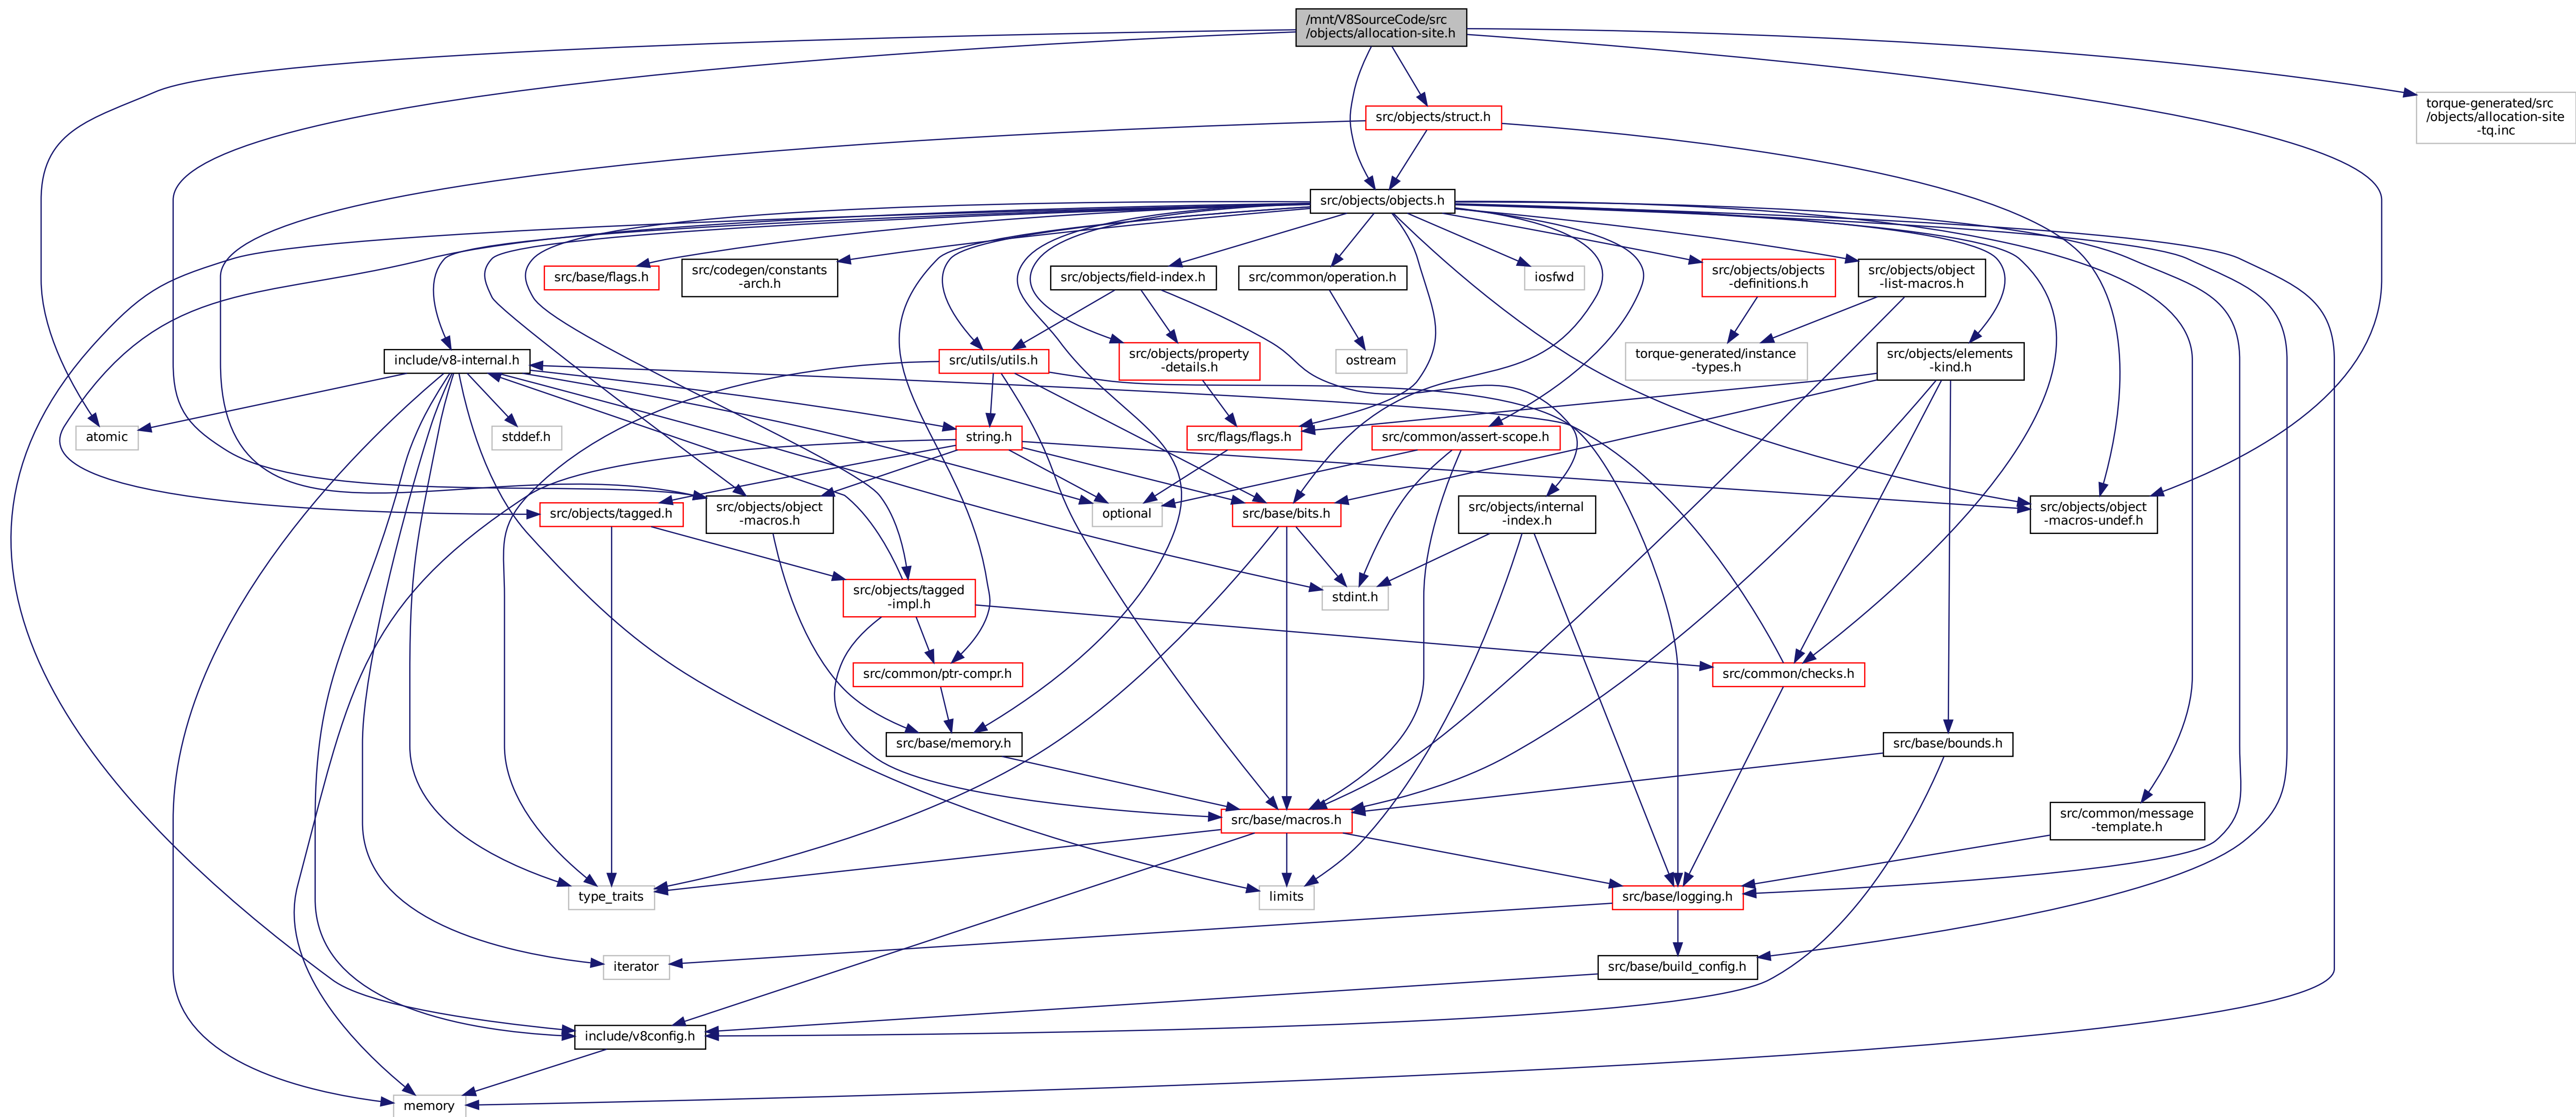 /mnt/V8SourceCode/src
/objects/allocation-site.h
src/objects/struct.h
torque-generated/src
/objects/allocation-site
-tq.inc
src/objects/objects.h
src/base/flags.h
src/codegen/constants
-arch.h
src/objects/field-index.h
src/common/operation.h
iosfwd
src/objects/objects
-definitions.h
src/objects/object
-list-macros.h
include/v8-internal.h
src/utils/utils.h
src/objects/property
-details.h
ostream
torque-generated/instance
-types.h
src/objects/elements
-kind.h
atomic
stddef.h
string.h
src/flags/flags.h
src/common/assert-scope.h
src/objects/tagged.h
src/objects/object
-macros.h
optional
src/base/bits.h
src/objects/internal
-index.h
src/objects/object
-macros-undef.h
src/objects/tagged
-impl.h
stdint.h
src/common/ptr-compr.h
src/common/checks.h
src/base/memory.h
src/base/bounds.h
src/base/macros.h
src/common/message
-template.h
type_traits
limits
src/base/logging.h
iterator
src/base/build_config.h
include/v8config.h
memory